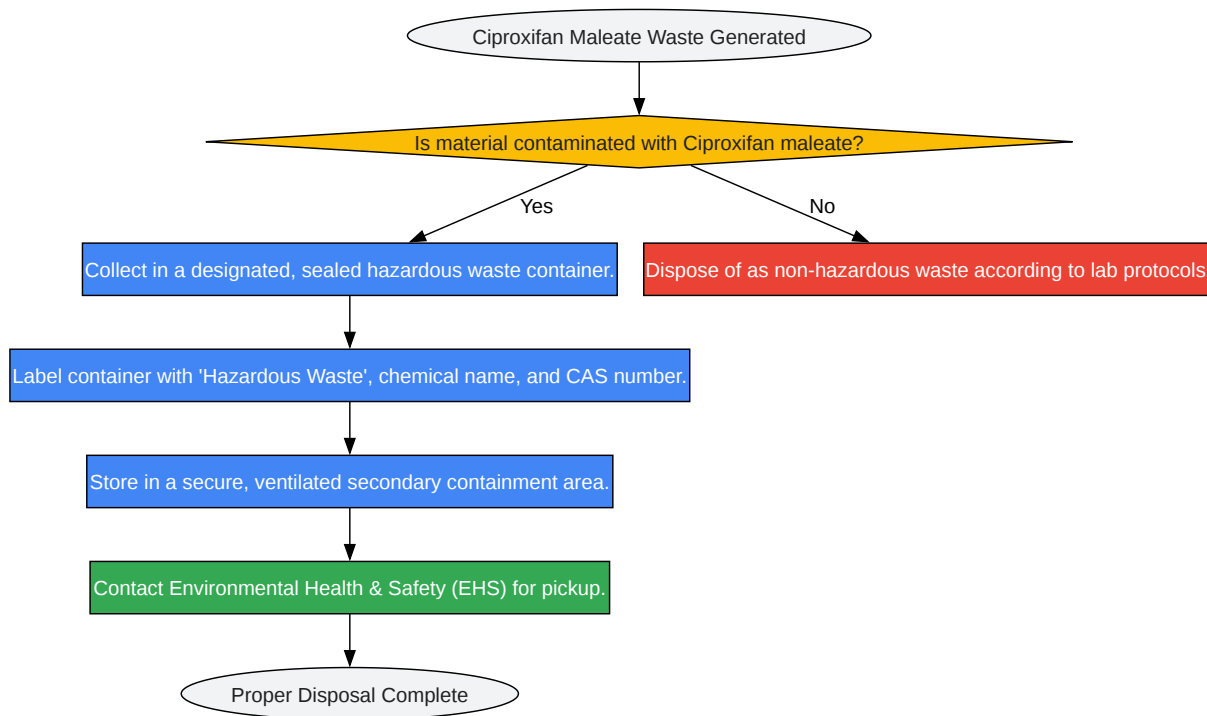 Ciproxifan Maleate Waste Generated
Is material contaminated with Ciproxifan maleate?
Yes
No
Collect in a designated, sealed hazardous waste container.
Dispose of as non-hazardous waste according to lab protocols
Label container with 'Hazardous Waste', chemical name, and CAS number.
Store in a secure, ventilated secondary containment area.
Contact Environmental Health & Safety (EHS) for pickup.
Proper Disposal Complete